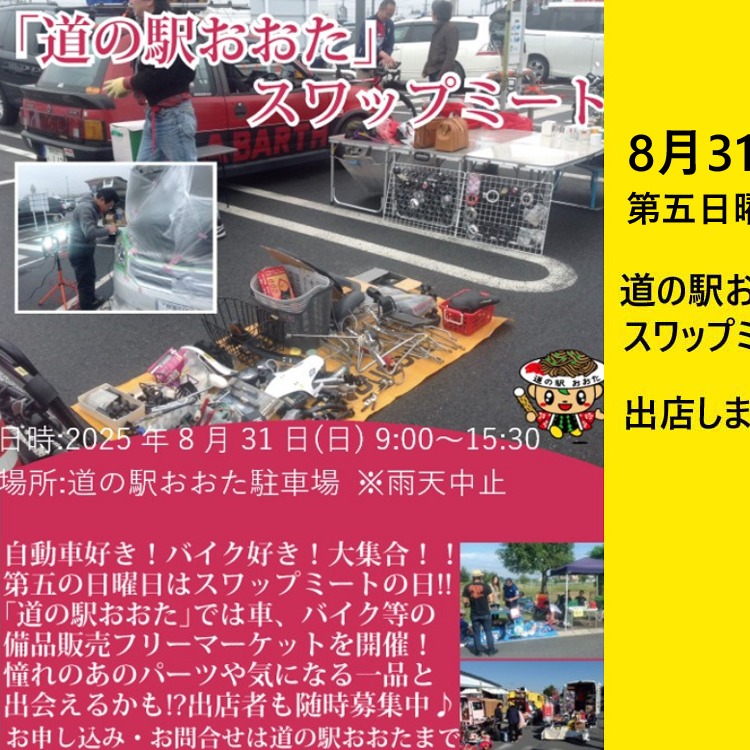 「道の駅おおた」
スワップミート
ABARTH
道の駅 おおた
日時:2025 年 8 月 31 日(日) 9:00〜15:30
場所:道の駅おおた駐車場 ※雨天中止
自動車好き！バイク好き！大集合！！
第五の日曜日はスワップミートの日!!
「道の駅おおた」では車、バイク等の
備品販売フリーマーケットを開催！
憧れのあのパーツや気になる一品と
出会えるかも!?出店者も随時募集中♪
お申し込み・お問合せは道の駅おおたまで
8月31
第五日曜
道の駅お
スワップミ
出店しま